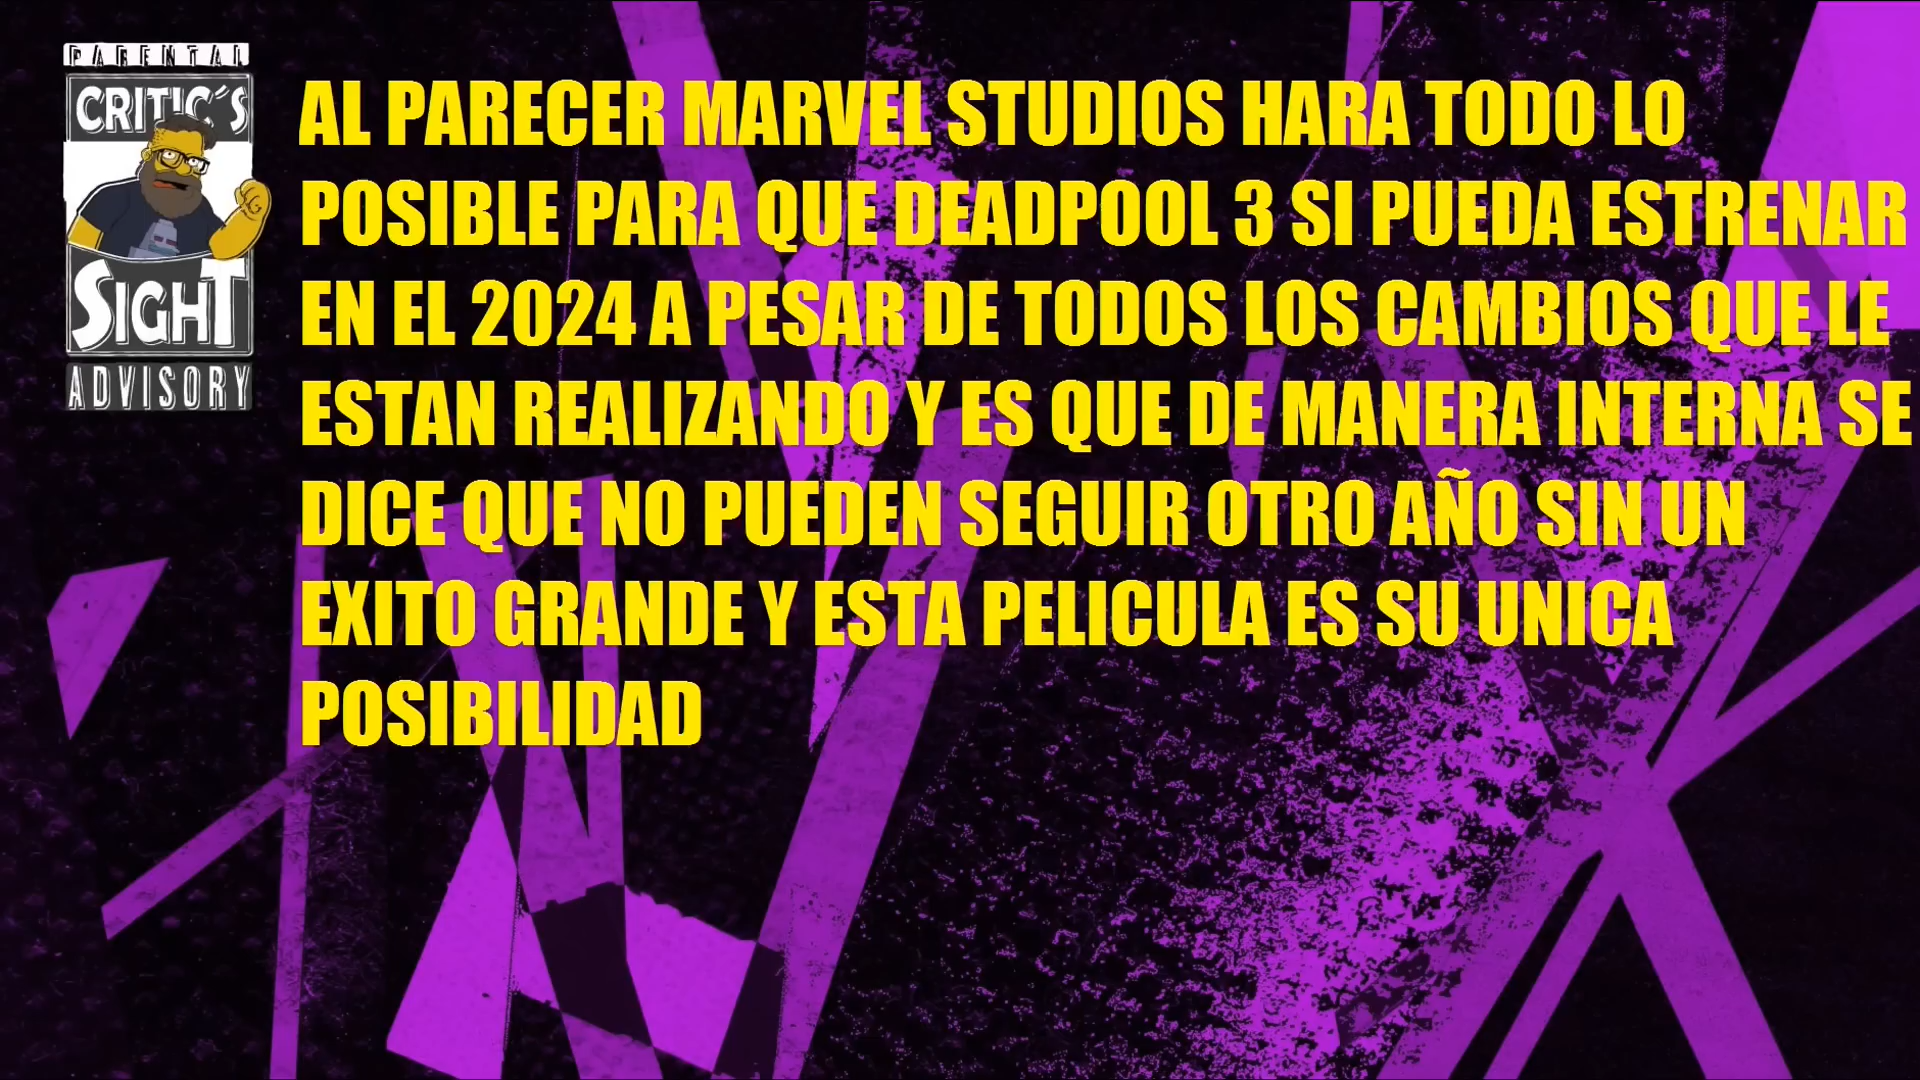 PARENTAL
CRITIC´S
SIGHT
ADVISORY
AL PARECER MARVEL STUDIOS HARA TODO LO
POSIBLE PARA QUE DEADPOOL 3 SI PUEDA ESTRENAR
EN EL 2024 A PESAR DE TODOS LOS CAMBIOS QUE LE
ESTAN REALIZANDO Y ES QUE DE MANERA INTERNA SE
DICE QUE NO PUEDEN SEGUIR OTRO AÑO SIN UN
EXITO GRANDE Y ESTA PELICULA ES SU UNICA
POSIBILIDAD